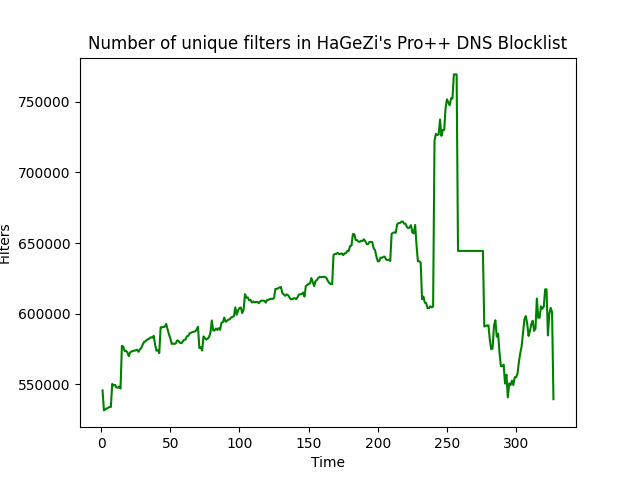 Number of unique filters in HaGeZi's Pro++ DNS Blocklist
Filters
750000
700000
650000
600000
550000
0 50 100 150 200 250 300
Time